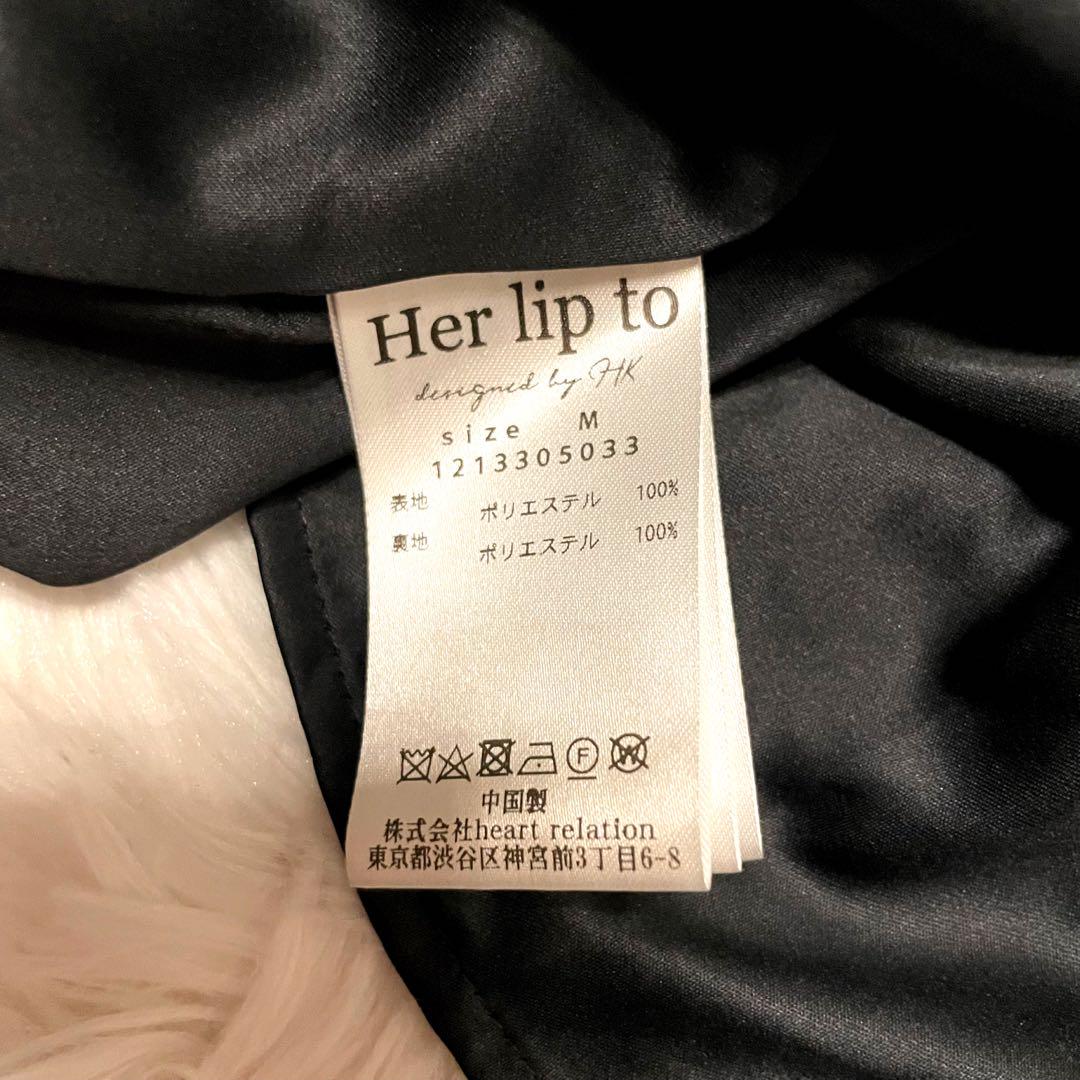 Her lip to
designed by HK
size M
1213305033
表地 ポリエステル 100%
裏地 ポリエステル 100%
F W
中国製
株式会社heart relation
東京都渋谷区神宮前3丁目6-8